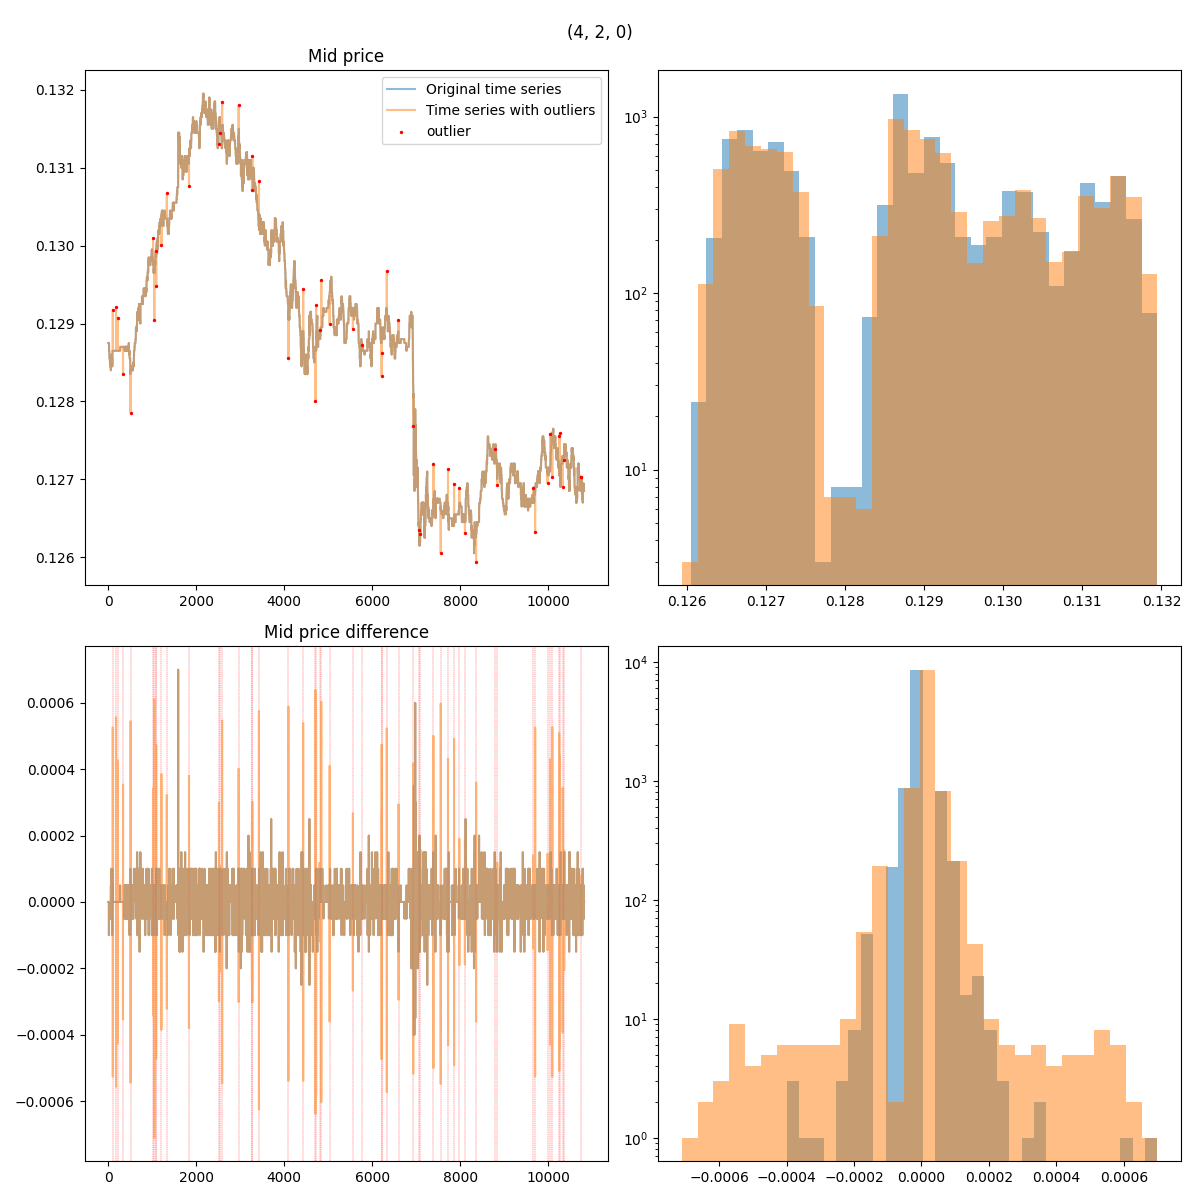 (4, 2, 0)
Mid price
Original time series
Time series with outliers
outlier
0.132
0.131
0.130
0.129
0.128
0.127
0.126
0 2000 4000 6000 8000 10000
10³
10²
10¹
0.126 0.127 0.128 0.129 0.130 0.131 0.132
Mid price difference
0.0006
0.0004
0.0002
0.0000
−0.0002
−0.0004
−0.0006
0 2000 4000 6000 8000 10000
10⁴
10³
10²
10¹
10⁰
−0.0006 −0.0004 −0.0002 0.0000 0.0002 0.0004 0.0006